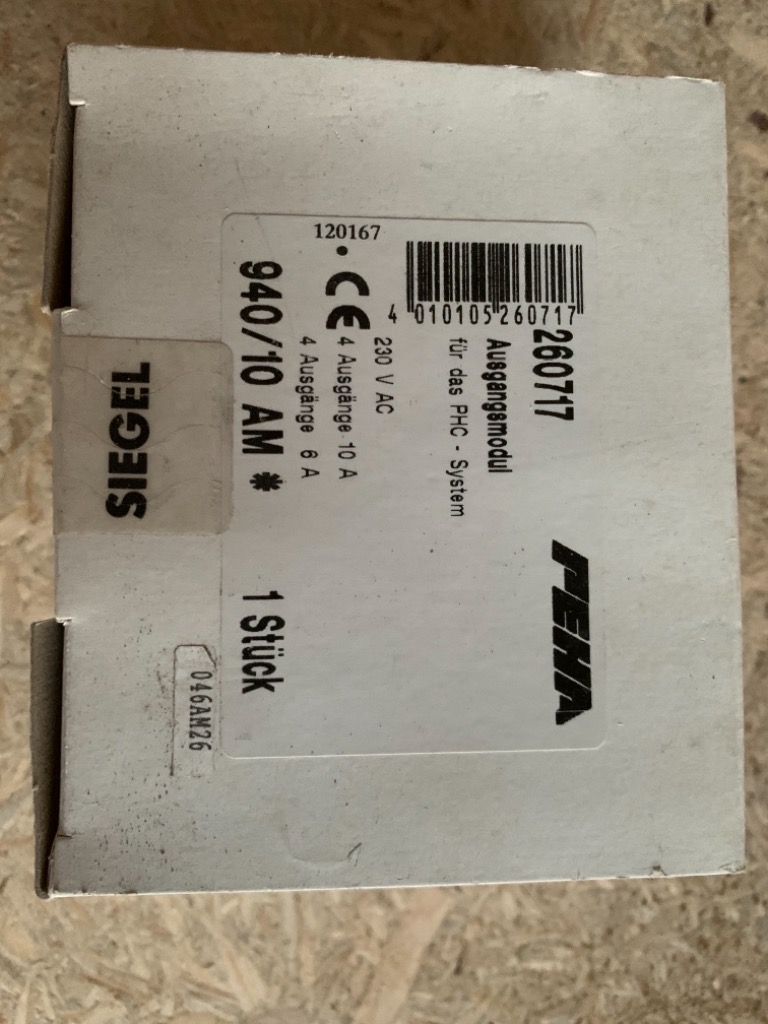 260717
PEHA
Ausgangsmodul
für das PHC - System
4 010105 260717
230 V AC
4 Ausgänge 10 A
4 Ausgänge 6 A
CE
120167
940/10 AM * 1 Stück
046AM26
SIEGEL